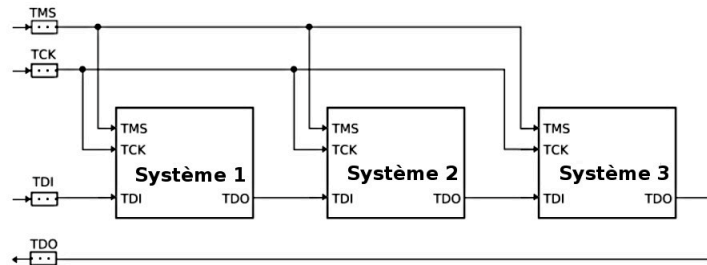 TMS
TCK
TMS
TCK
Système 1
TDI
TDO
TMS
TCK
Système 2
TDI
TDO
TMS
TCK
Système 3
TDI
TDO
TDI
TDO